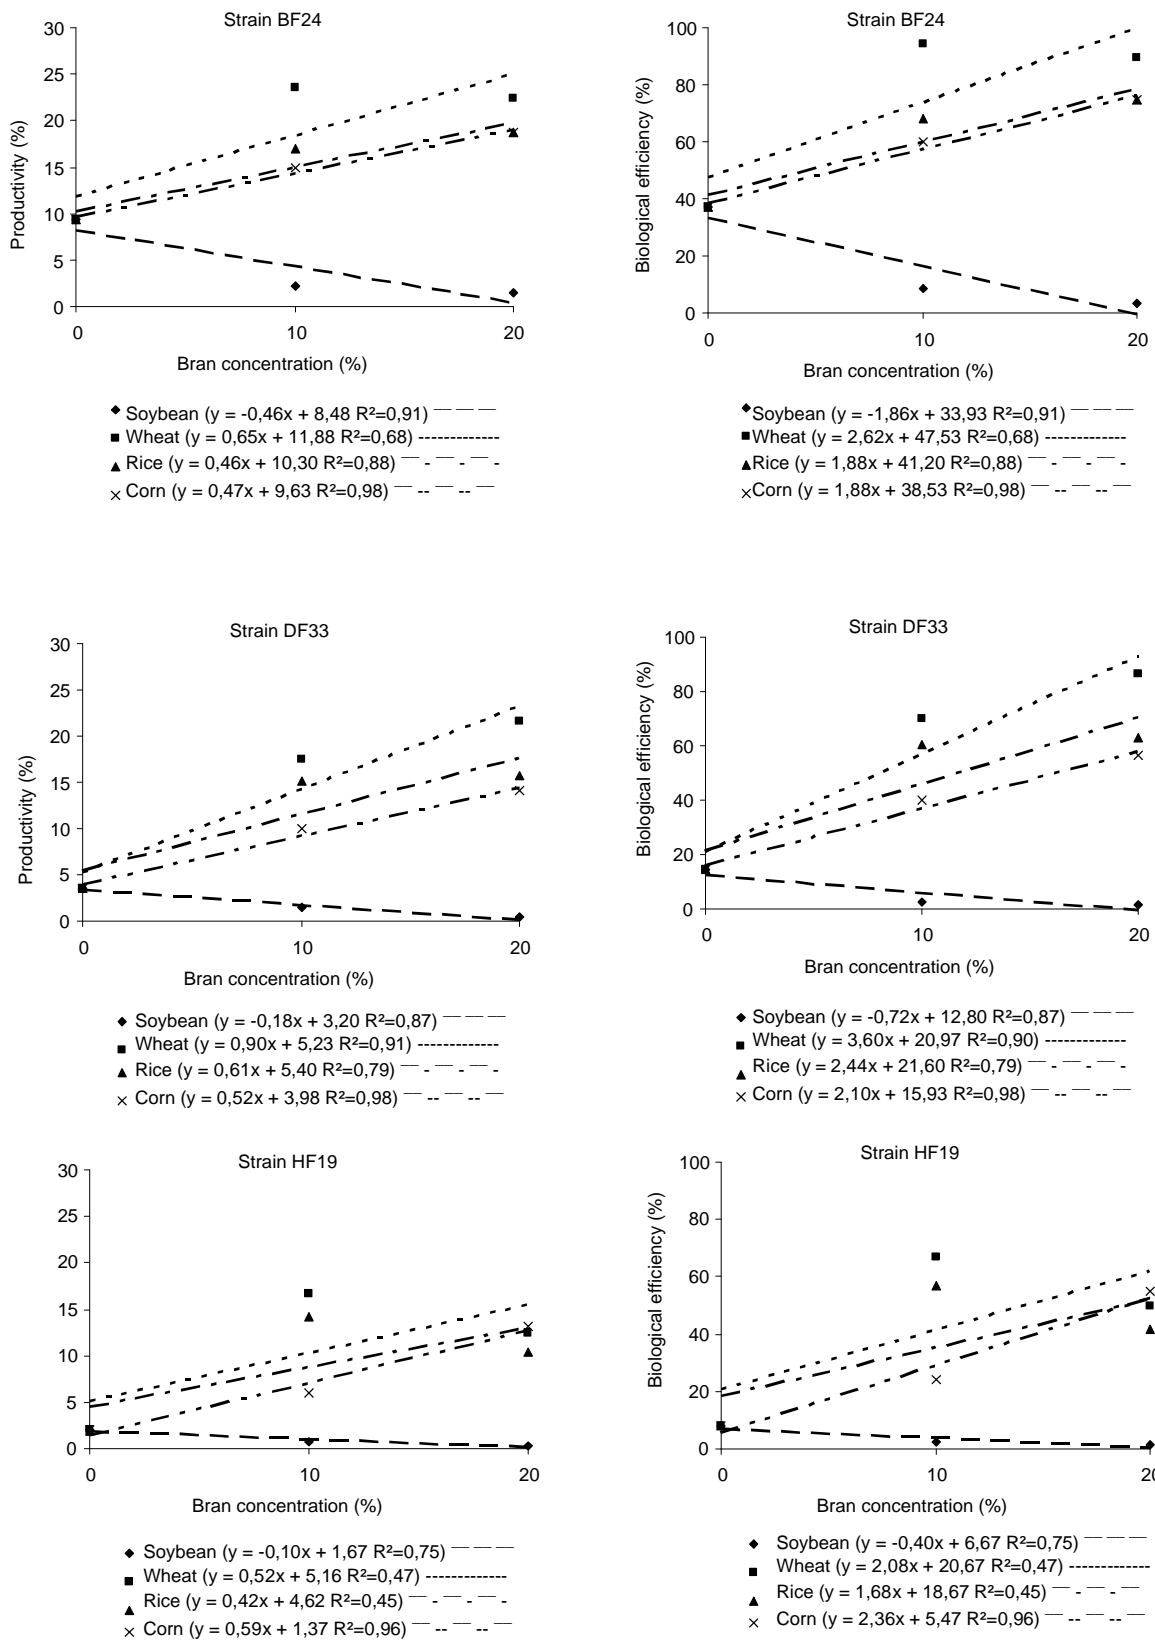 Strain BF24
Productivity (%)
30
25
20
15
10
5
0
0 10 20
Bran concentration (%)
Soybean (y = -0,46x + 8,48 R²=0,91)
Wheat (y = 0,65x + 11,88 R²=0,68)
Rice (y = 0,46x + 10,30 R²=0,88)
Corn (y = 0,47x + 9,63 R²=0,98)
Strain BF24
Biological efficiency (%)
100
80
60
40
20
0
0 10 20
Bran concentration (%)
Soybean (y = -1,86x + 33,93 R²=0,91)
Wheat (y = 2,62x + 47,53 R²=0,68)
Rice (y = 1,88x + 41,20 R²=0,88)
Corn (y = 1,88x + 38,53 R²=0,98)
Strain DF33
Productivity (%)
30
25
20
15
10
5
0
0 10 20
Bran concentration (%)
Soybean (y = -0,18x + 3,20 R²=0,87)
Wheat (y = 0,90x + 5,23 R²=0,91)
Rice (y = 0,61x + 5,40 R²=0,79)
Corn (y = 0,52x + 3,98 R²=0,98)
Strain DF33
Biological efficiency (%)
100
80
60
40
20
0
0 10 20
Bran concentration (%)
Soybean (y = -0,72x + 12,80 R²=0,87)
Wheat (y = 3,60x + 20,97 R²=0,90)
Rice (y = 2,44x + 21,60 R²=0,79)
Corn (y = 2,10x + 15,93 R²=0,98)
Strain HF19
Productivity (%)
30
25
20
15
10
5
0
0 10 20
Bran concentration (%)
Soybean (y = -0,10x + 1,67 R²=0,75)
Wheat (y = 0,52x + 5,16 R²=0,47)
Rice (y = 0,42x + 4,62 R²=0,45)
Corn (y = 0,59x + 1,37 R²=0,96)
Strain HF19
Biological efficiency (%)
100
80
60
40
20
0
0 10 20
Bran concentration (%)
Soybean (y = -0,40x + 6,67 R²=0,75)
Wheat (y = 2,08x + 20,67 R²=0,47)
Rice (y = 1,68x + 18,67 R²=0,45)
Corn (y = 2,36x + 5,47 R²=0,96)